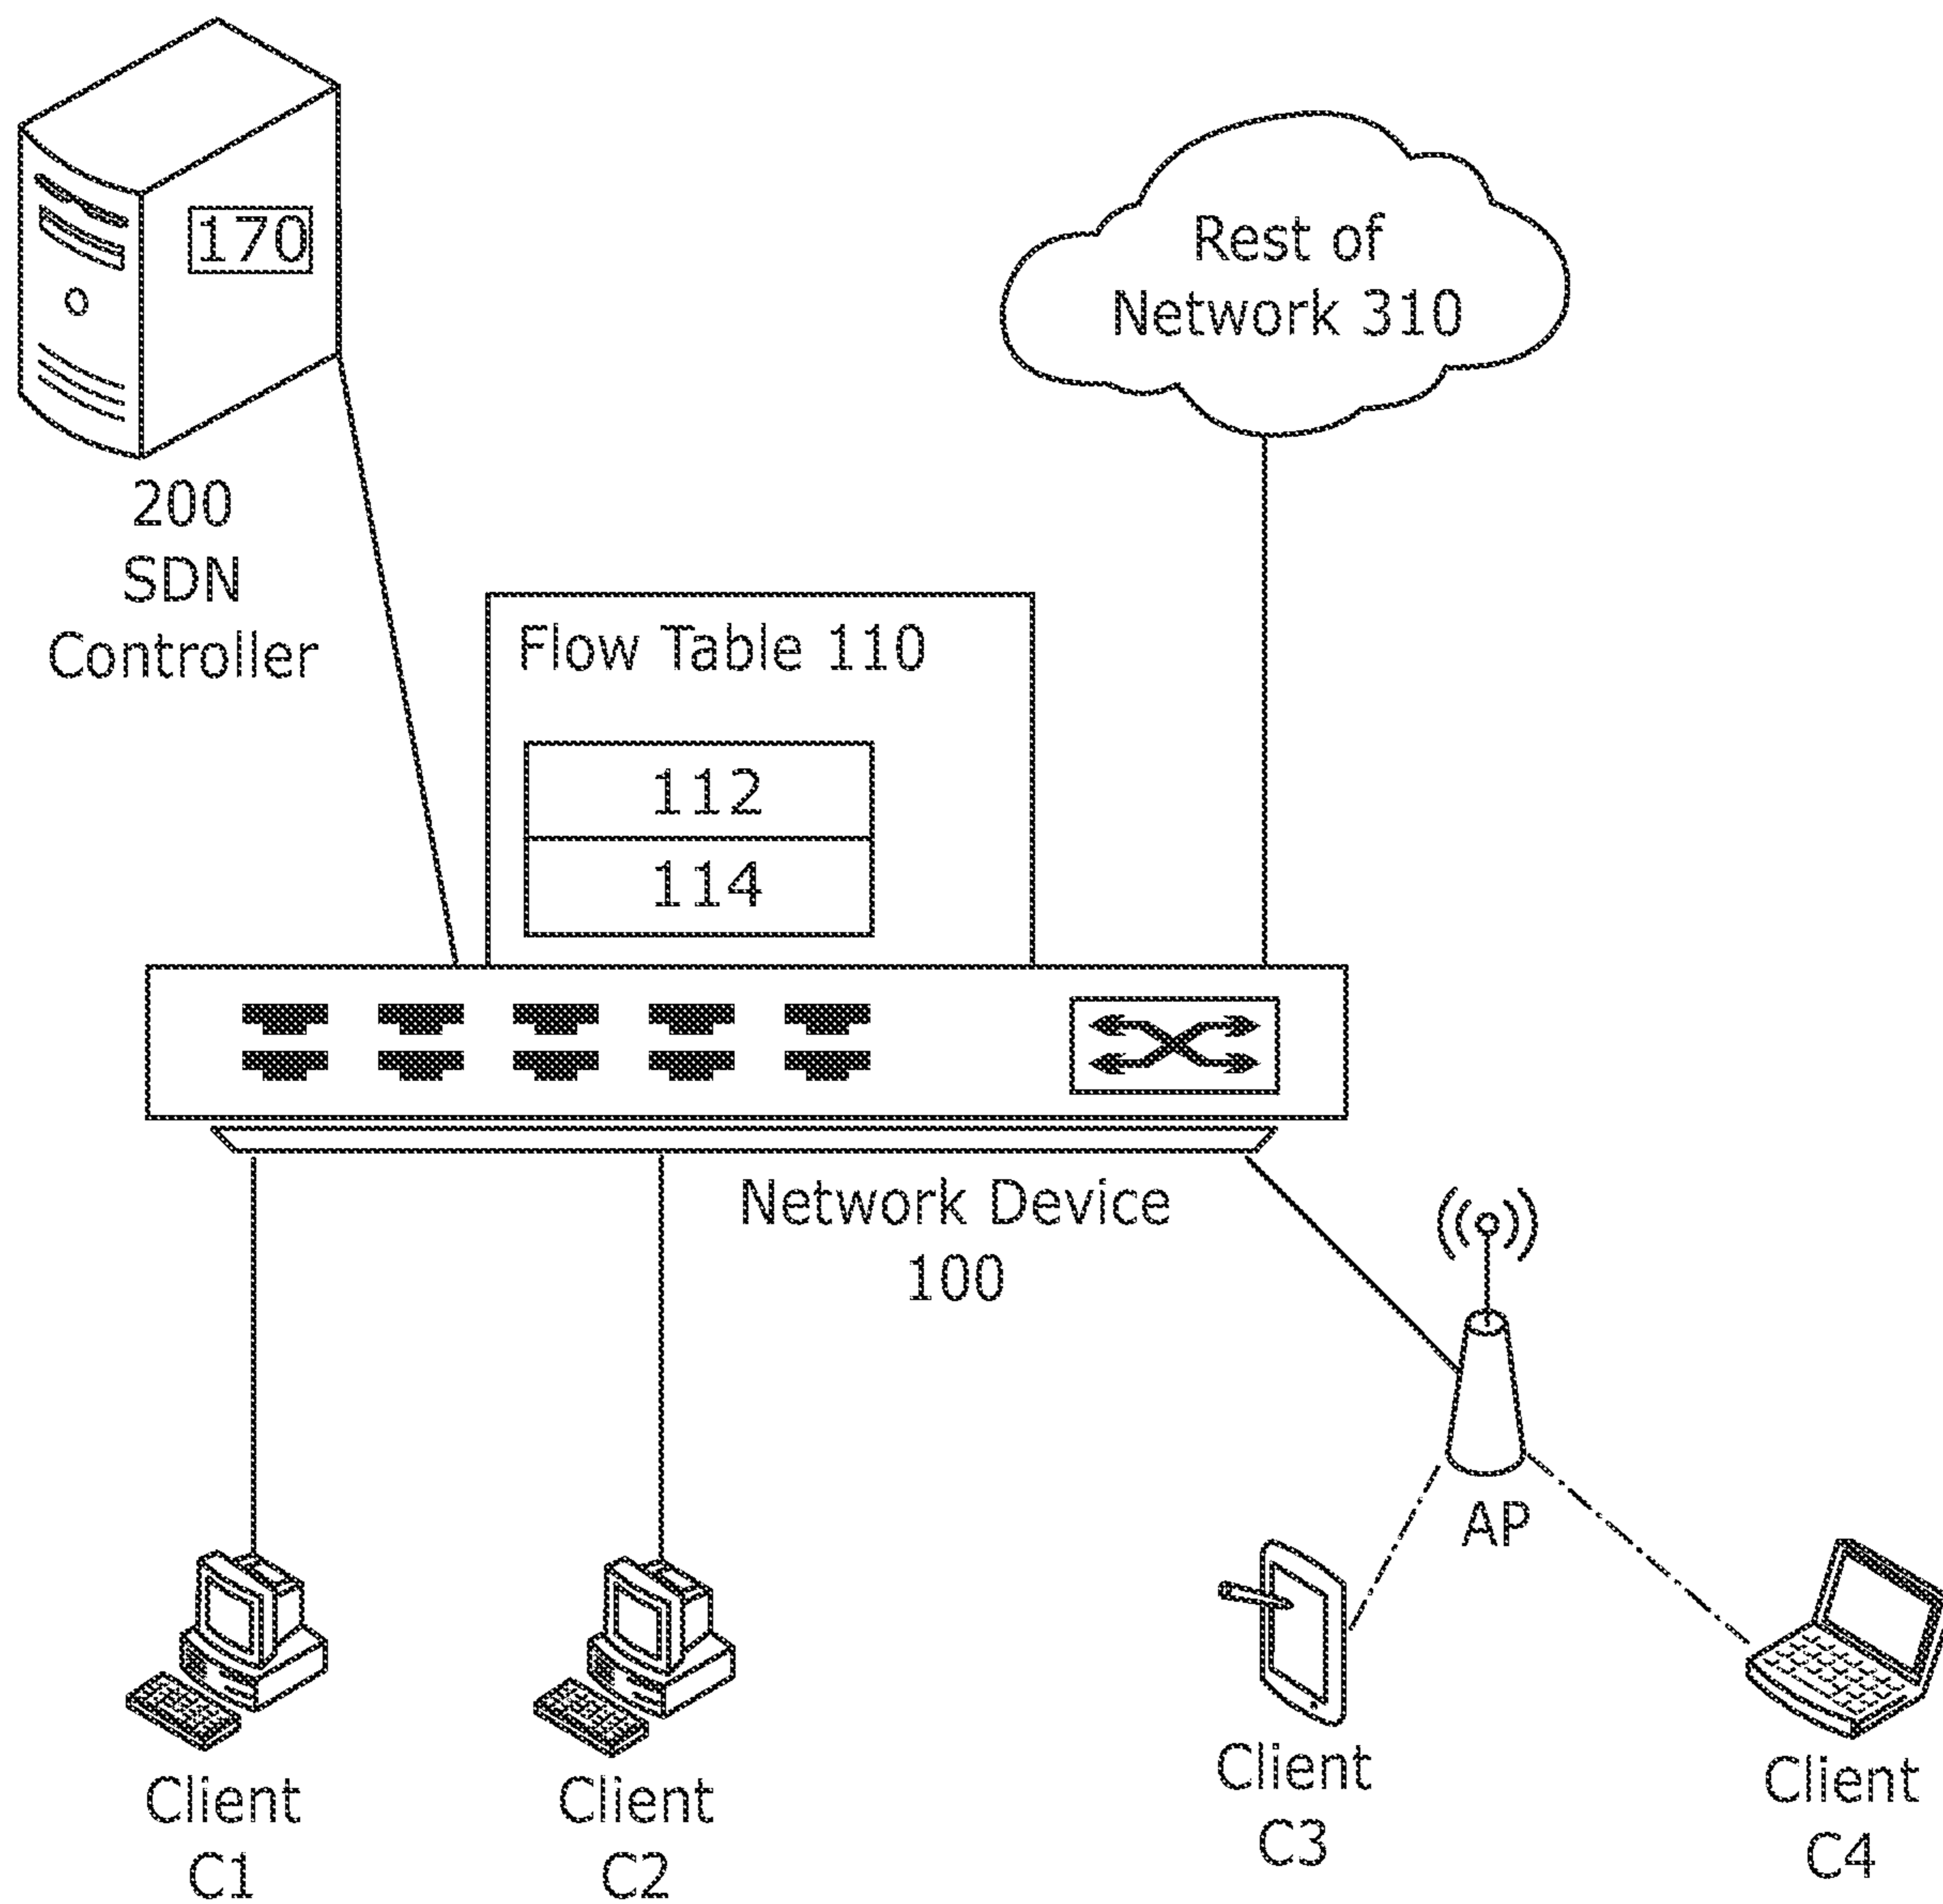 170
200
SDN
Controller
Rest of
Network 310
Flow Table 110
112
114
Network Device
100
AP
Client
C1
Client
C2
Client
C3
Client
C4